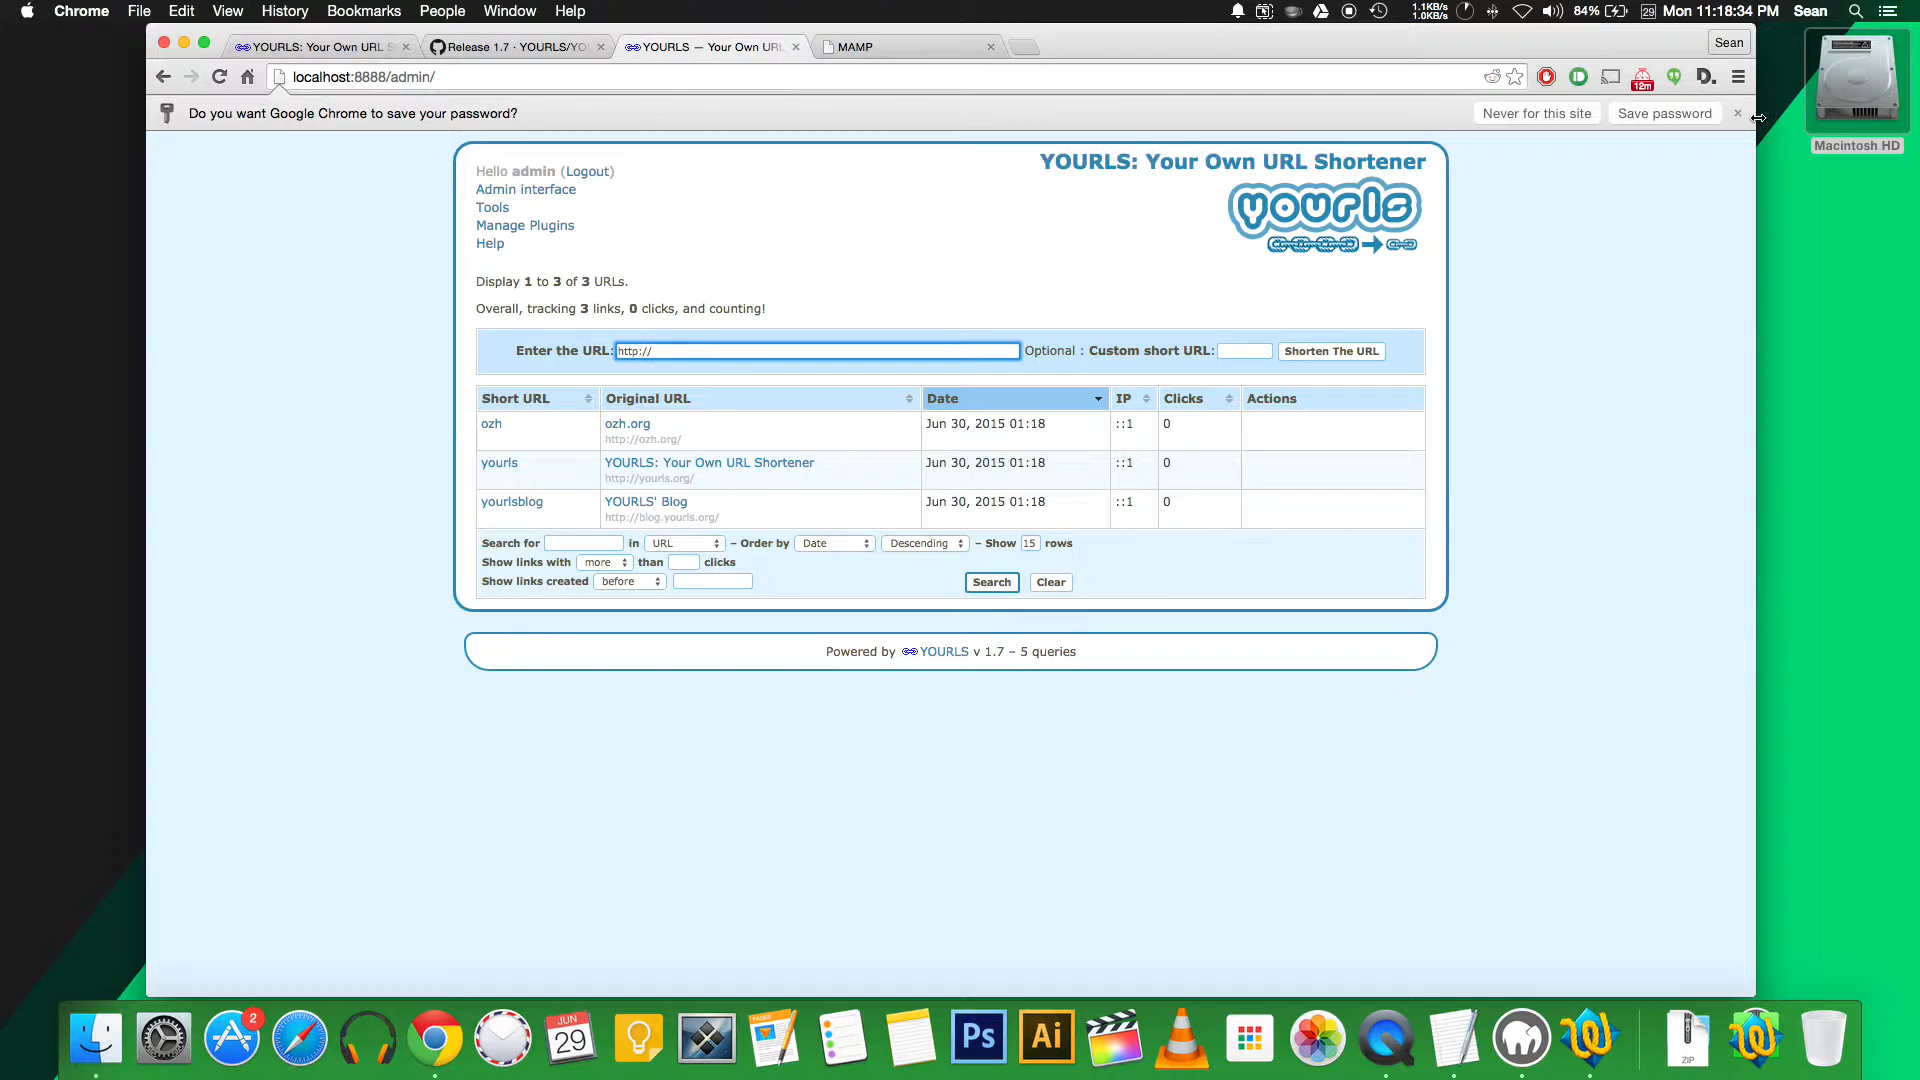 Chrome File Edit View History Bookmarks People Window Help 1.1KB/s 1.0KB/s 84% 29 Mon 11:18:34 PM Sean
YOURLS: Your Own URL S
Release 1.7 · YOURLS/YO
YOURLS — Your Own URL
MAMP
Sean
localhost:8888/admin/
12m
D.
Do you want Google Chrome to save your password? Never for this site Save password
Macintosh HD
Hello admin (Logout)
YOURLS: Your Own URL Shortener
Admin interface
yourls
Tools
Manage Plugins
Help
Display 1 to 3 of 3 URLs.
Overall, tracking 3 links, 0 clicks, and counting!
Enter the URL: http:// Optional : Custom short URL: Shorten The URL
Short URL Original URL Date IP Clicks Actions
ozh ozh.org Jun 30, 2015 01:18 ::1 0
http://ozh.org/
yourls YOURLS: Your Own URL Shortener Jun 30, 2015 01:18 ::1 0
http://yourls.org/
yourlsblog YOURLS' Blog Jun 30, 2015 01:18 ::1 0
http://blog.yourls.org/
Search for in URL – Order by Date Descending – Show 15 rows
Show links with more than clicks
Show links created before Search Clear
Powered by YOURLS v 1.7 – 5 queries
2
JUN
29
PAGES
Ps
Ai
ZIP